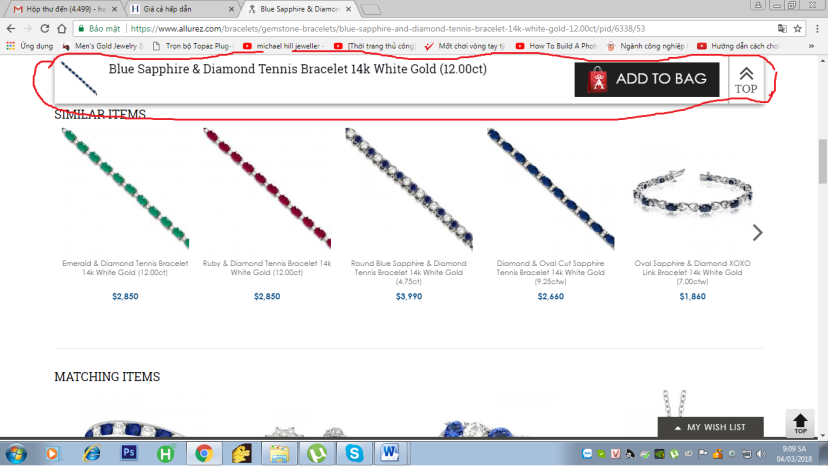 Hộp thư đến (4.499) - ha
Giá cả hấp dẫn
Blue Sapphire & Diamon
Bảo mật
https://www.allurez.com/bracelets/gemstone-bracelets/blue-sapphire-and-diamond-tennis-bracelet-14k-white-gold-12.00ct/pid/6338/53
Ứng dụng
Men's Gold Jewelry &
Trọn bộ Topaz Plug-i
michael hill jeweller -
[Thời trang thủ công]
Mốt chơi vòng tay tỷ
How To Build A Photo
Ngành công nghiệp k
Hướng dẫn cách chơi
Blue Sapphire & Diamond Tennis Bracelet 14k White Gold (12.00ct)
ADD TO BAG
TOP
SIMILAR ITEMS
Emerald & Diamond Tennis Bracelet
14k White Gold (12.00ct)
$2,850
Ruby & Diamond Tennis Bracelet 14k
White Gold (12.00ct)
$2,850
Round Blue Sapphire & Diamond
Tennis Bracelet 14k White Gold
(4.75ct)
$3,990
Diamond & Oval Cut Sapphire
Tennis Bracelet 14k White Gold
(9.25ctw)
$2,660
Oval Sapphire & Diamond XOXO
Link Bracelet 14k White Gold
(7.00ctw)
$1,860
MATCHING ITEMS
MY WISH LIST
TOP
9:09 SA
04/03/2018